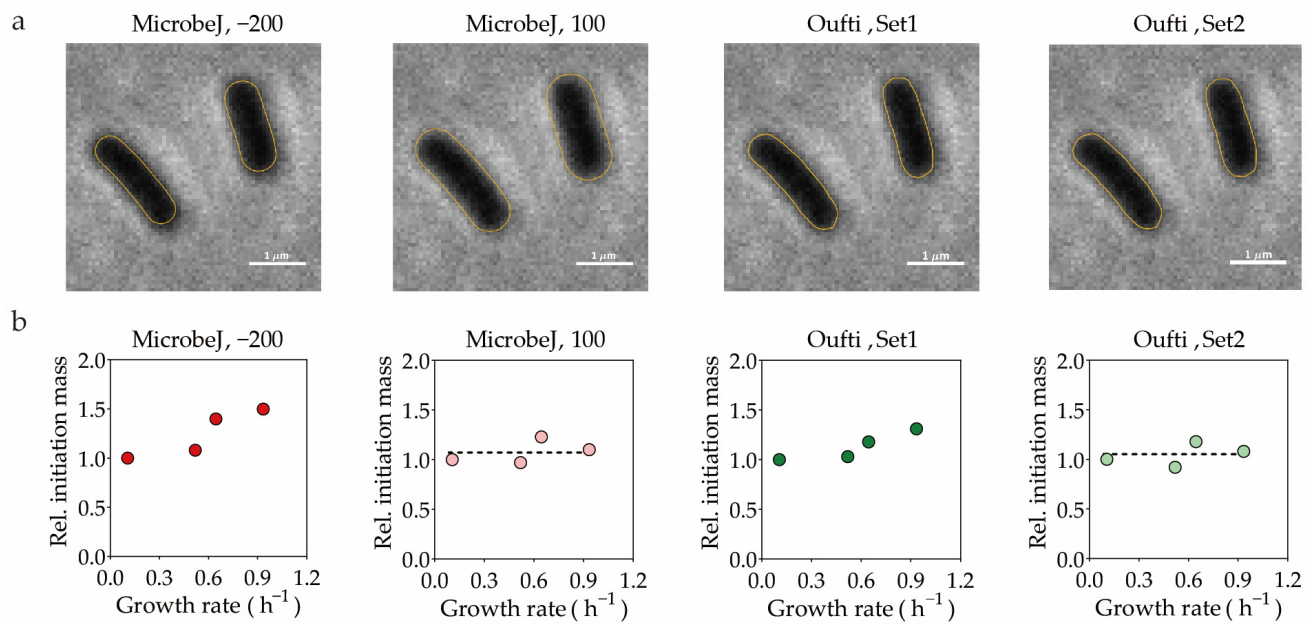 a
MicrobeJ, −200
MicrobeJ, 100
Oufti ,Set1
Oufti ,Set2
1 μm
1 μm
1 μm
1 μm
b
MicrobeJ, −200
Rel. initiation mass
2.0
1.5
1.0
0.5
0.0
0.0 0.3 0.6 0.9 1.2
Growth rate ( h⁻¹)
MicrobeJ, 100
Rel. initiation mass
2.0
1.5
1.0
0.5
0.0
0.0 0.3 0.6 0.9 1.2
Growth rate ( h⁻¹)
Oufti ,Set1
Rel. initiation mass
2.0
1.5
1.0
0.5
0.0
0.0 0.3 0.6 0.9 1.2
Growth rate ( h⁻¹)
Oufti ,Set2
Rel. initiation mass
2.0
1.5
1.0
0.5
0.0
0.0 0.3 0.6 0.9 1.2
Growth rate ( h⁻¹)